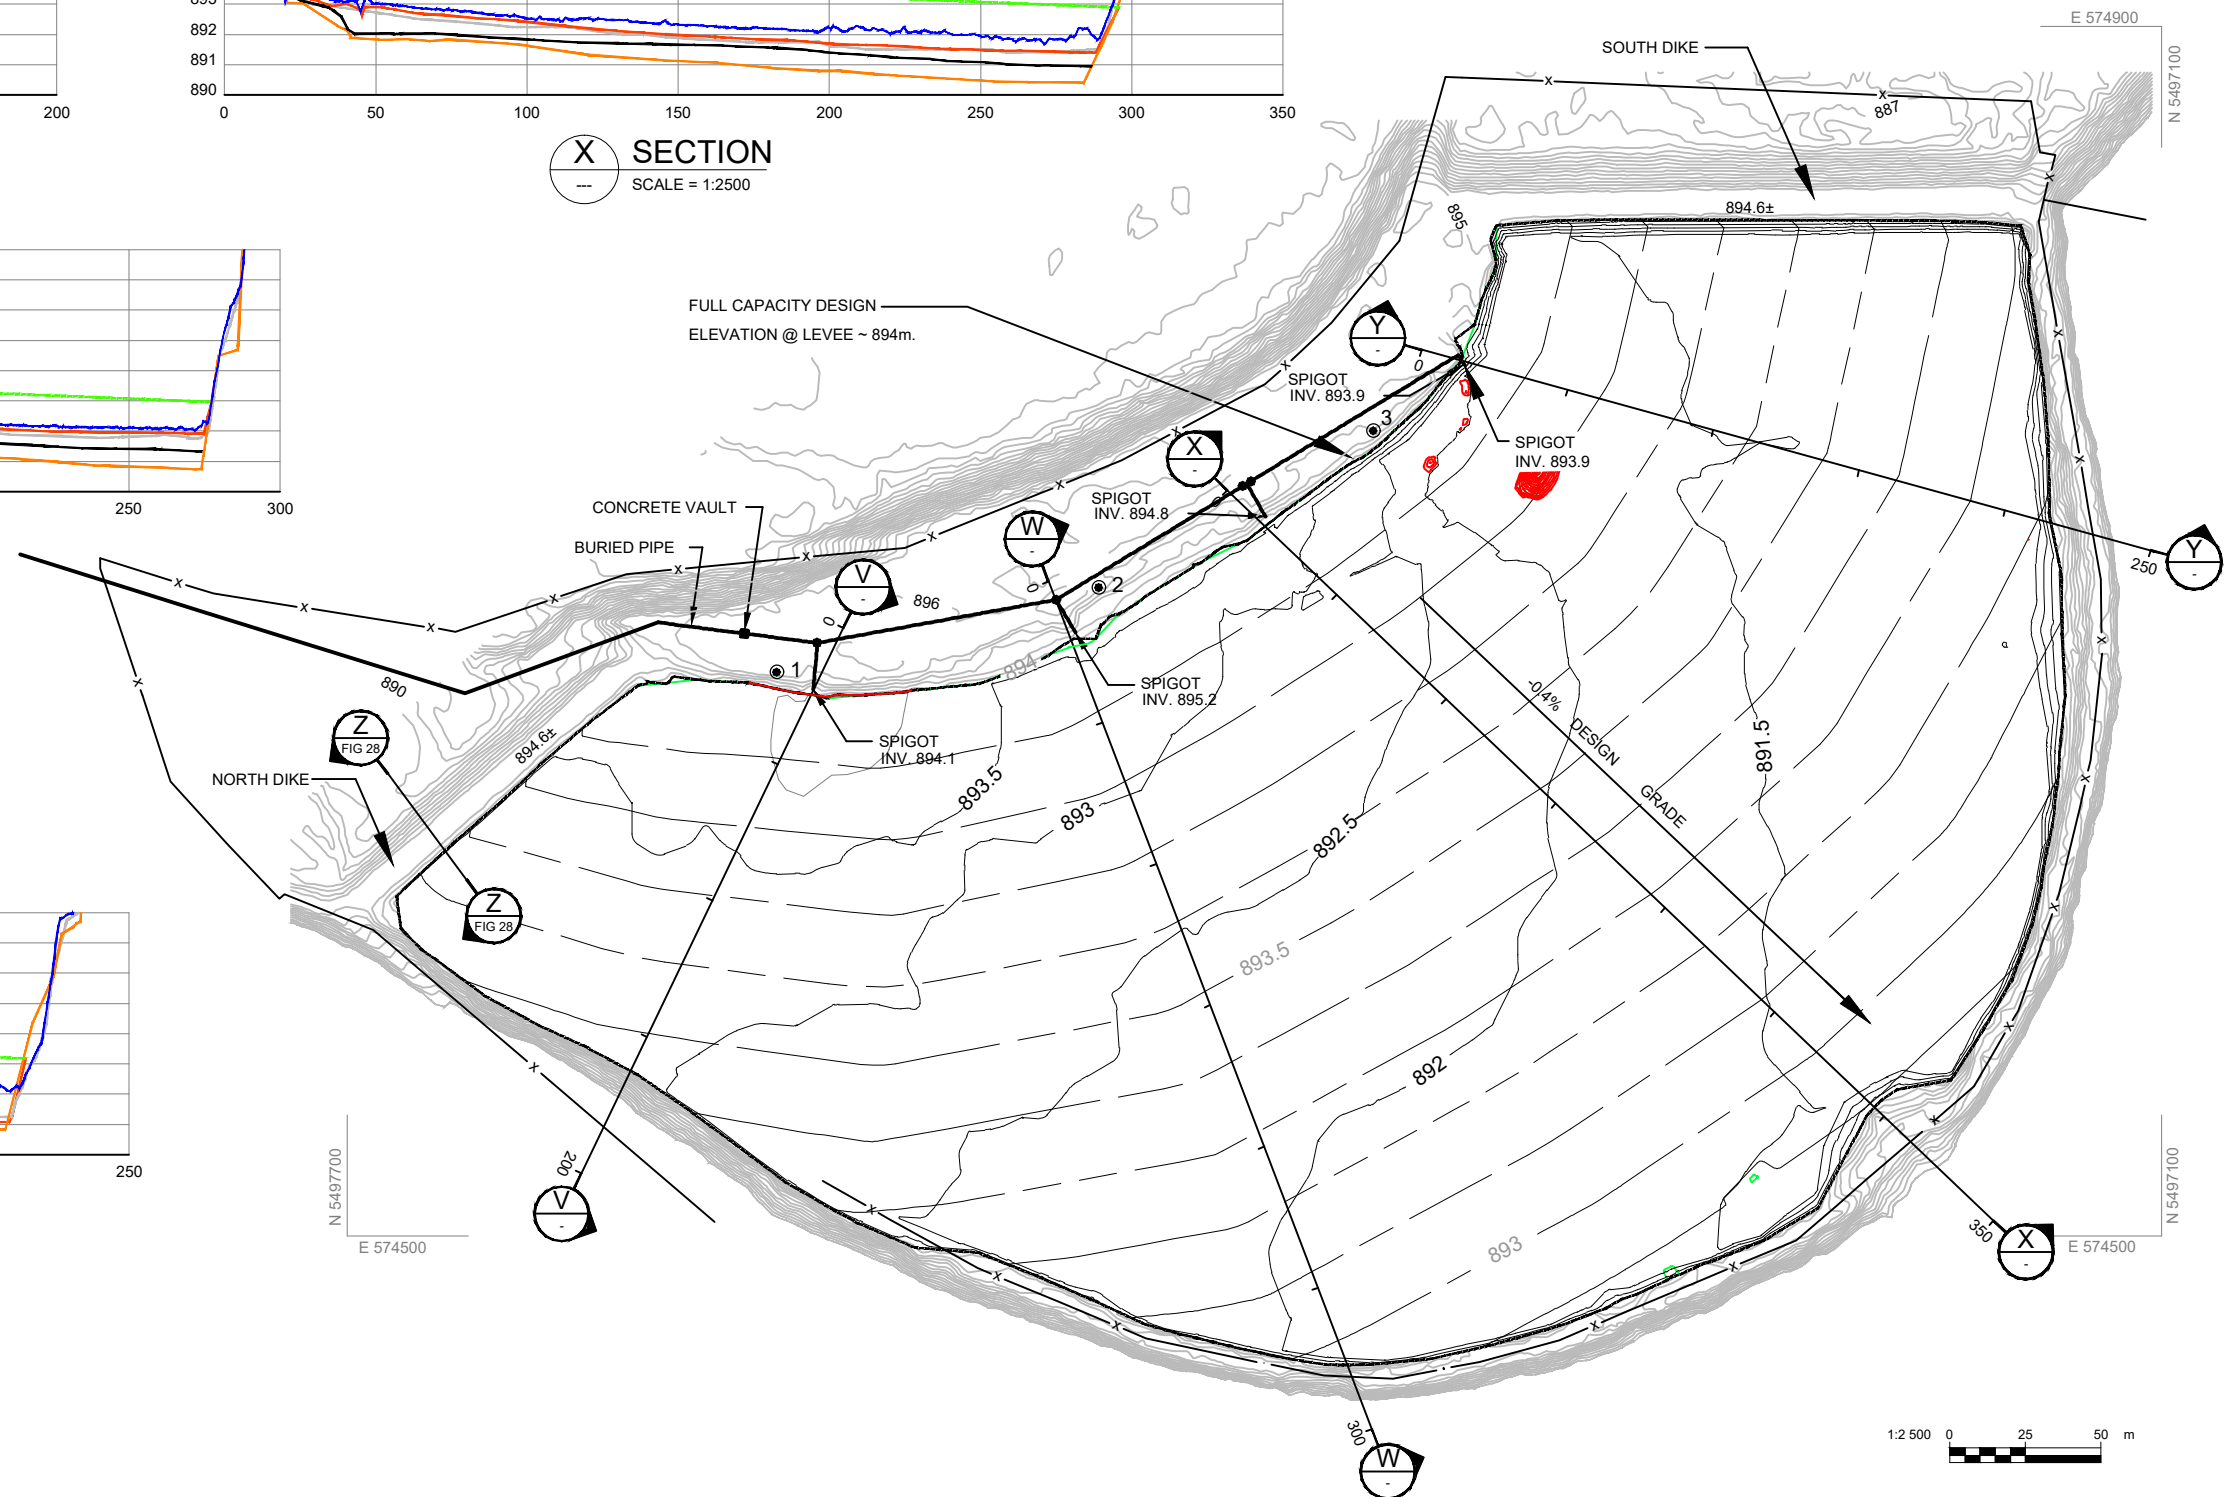 893
892
891
890
200
0
50
100
150
200
250
300
350
X
---
SECTION
SCALE = 1:2500
E 574900
N 5497100
SOUTH DIKE
887
895
894.6±
FULL CAPACITY DESIGN
ELEVATION @ LEVEE ~ 894m.
Y
-
0
SPIGOT
INV. 893.9
3
SPIGOT
INV. 893.9
X
-
0
SPIGOT
INV. 894.8
250
300
CONCRETE VAULT
BURIED PIPE
W
-
0
2
V
-
0
896
250
Y
-
1
894
SPIGOT
INV. 895.2
890
Z
FIG 28
894.6±
NORTH DIKE
SPIGOT
INV. 894.1
-0.4% DESIGN GRADE
891.5
893.5
893
892.5
Z
FIG 28
893.5
892
250
N 5497700
E 574500
200
V
-
893
N 5497100
E 574500
350
X
-
300
W
-
1:2 500 0 25 50 m